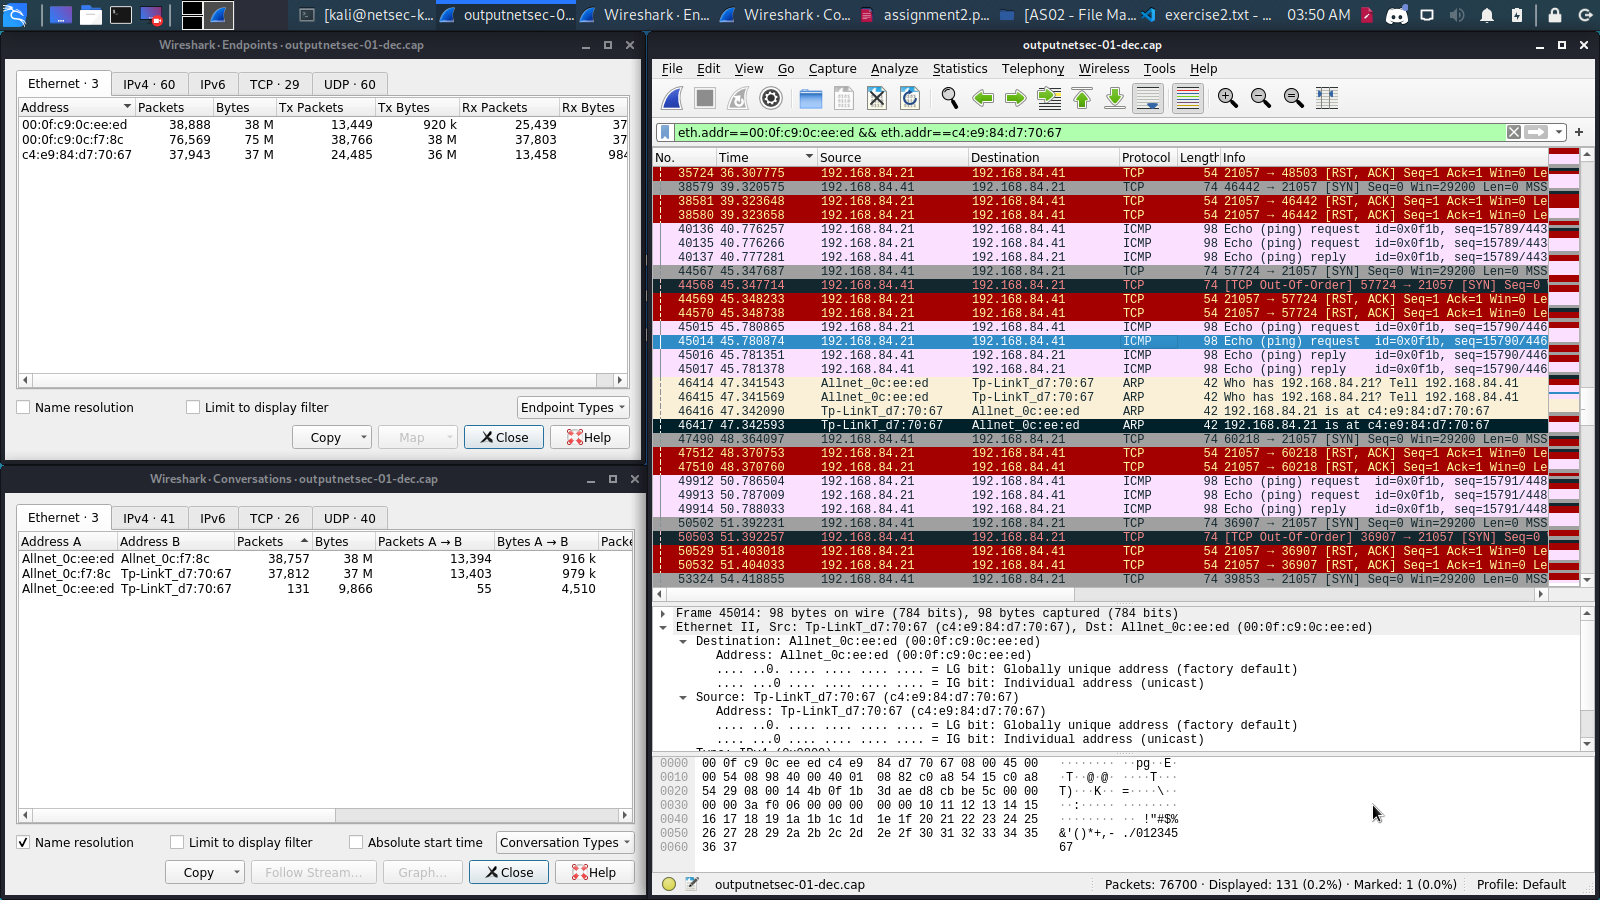 [kali@netsec-k... outputnetsec-0... Wireshark · En... Wireshark · Co... assignment2.p... [AS02 - File Ma... exercise2.txt - ... 03:50 AM
Wireshark · Endpoints · outputnetsec-01-dec.cap
Ethernet · 3 IPv4 · 60 IPv6 TCP · 29 UDP · 60
Address Packets Bytes Tx Packets Tx Bytes Rx Packets Rx Bytes
00:0f:c9:0c:ee:ed 38,888 38 M 13,449 920 k 25,439 37
00:0f:c9:0c:f7:8c 76,569 75 M 38,766 38 M 37,803 37
c4:e9:84:d7:70:67 37,943 37 M 24,485 36 M 13,458 984
Name resolution Limit to display filter Endpoint Types
Copy Map Close Help
Wireshark · Conversations · outputnetsec-01-dec.cap
Ethernet · 3 IPv4 · 41 IPv6 TCP · 26 UDP · 40
Address A Address B Packets Bytes Packets A → B Bytes A → B Packe
Allnet_0c:ee:ed Allnet_0c:f7:8c 38,757 38 M 13,394 916 k
Allnet_0c:f7:8c Tp-LinkT_d7:70:67 37,812 37 M 13,403 979 k
Allnet_0c:ee:ed Tp-LinkT_d7:70:67 131 9,866 55 4,510
Name resolution Limit to display filter Absolute start time Conversation Types
Copy Follow Stream... Graph... Close Help
outputnetsec-01-dec.cap
File Edit View Go Capture Analyze Statistics Telephony Wireless Tools Help
eth.addr==00:0f:c9:0c:ee:ed && eth.addr==c4:e9:84:d7:70:67
No. Time Source Destination Protocol Length Info
35724 36.307775 192.168.84.21 192.168.84.41 TCP 54 21057 → 48503 [RST, ACK] Seq=1 Ack=1 Win=0 Le
38579 39.320575 192.168.84.41 192.168.84.21 TCP 74 46442 → 21057 [SYN] Seq=0 Win=29200 Len=0 MSS
38581 39.323648 192.168.84.21 192.168.84.41 TCP 54 21057 → 46442 [RST, ACK] Seq=1 Ack=1 Win=0 Le
38580 39.323658 192.168.84.21 192.168.84.41 TCP 54 21057 → 46442 [RST, ACK] Seq=1 Ack=1 Win=0 Le
40136 40.776257 192.168.84.21 192.168.84.41 ICMP 98 Echo (ping) request id=0x0f1b, seq=15789/443
40135 40.776266 192.168.84.21 192.168.84.41 ICMP 98 Echo (ping) request id=0x0f1b, seq=15789/443
40137 40.777281 192.168.84.41 192.168.84.21 ICMP 98 Echo (ping) reply id=0x0f1b, seq=15789/443
44567 45.347687 192.168.84.41 192.168.84.21 TCP 74 57724 → 21057 [SYN] Seq=0 Win=29200 Len=0 MSS
44568 45.347714 192.168.84.41 192.168.84.21 TCP 74 [TCP Out-Of-Order] 57724 → 21057 [SYN] Seq=0
44569 45.348233 192.168.84.21 192.168.84.41 TCP 54 21057 → 57724 [RST, ACK] Seq=1 Ack=1 Win=0 Le
44570 45.348738 192.168.84.21 192.168.84.41 TCP 54 21057 → 57724 [RST, ACK] Seq=1 Ack=1 Win=0 Le
45015 45.780865 192.168.84.21 192.168.84.41 ICMP 98 Echo (ping) request id=0x0f1b, seq=15790/446
45014 45.780874 192.168.84.21 192.168.84.41 ICMP 98 Echo (ping) request id=0x0f1b, seq=15790/446
45016 45.781351 192.168.84.41 192.168.84.21 ICMP 98 Echo (ping) reply id=0x0f1b, seq=15790/446
45017 45.781378 192.168.84.41 192.168.84.21 ICMP 98 Echo (ping) reply id=0x0f1b, seq=15790/446
46414 47.341543 Allnet_0c:ee:ed Tp-LinkT_d7:70:67 ARP 42 Who has 192.168.84.21? Tell 192.168.84.41
46415 47.341569 Allnet_0c:ee:ed Tp-LinkT_d7:70:67 ARP 42 Who has 192.168.84.21? Tell 192.168.84.41
46416 47.342090 Tp-LinkT_d7:70:67 Allnet_0c:ee:ed ARP 42 192.168.84.21 is at c4:e9:84:d7:70:67
46417 47.342593 Tp-LinkT_d7:70:67 Allnet_0c:ee:ed ARP 42 192.168.84.21 is at c4:e9:84:d7:70:67
47490 48.364097 192.168.84.41 192.168.84.21 TCP 74 60218 → 21057 [SYN] Seq=0 Win=29200 Len=0 MSS
47512 48.370753 192.168.84.21 192.168.84.41 TCP 54 21057 → 60218 [RST, ACK] Seq=1 Ack=1 Win=0 Le
47510 48.370760 192.168.84.21 192.168.84.41 TCP 54 21057 → 60218 [RST, ACK] Seq=1 Ack=1 Win=0 Le
49912 50.786504 192.168.84.21 192.168.84.41 ICMP 98 Echo (ping) request id=0x0f1b, seq=15791/448
49913 50.787009 192.168.84.21 192.168.84.41 ICMP 98 Echo (ping) request id=0x0f1b, seq=15791/448
49914 50.788033 192.168.84.41 192.168.84.21 ICMP 98 Echo (ping) reply id=0x0f1b, seq=15791/448
50502 51.392231 192.168.84.41 192.168.84.21 TCP 74 36907 → 21057 [SYN] Seq=0 Win=29200 Len=0 MSS
50503 51.392257 192.168.84.41 192.168.84.21 TCP 74 [TCP Out-Of-Order] 36907 → 21057 [SYN] Seq=0
50529 51.403018 192.168.84.21 192.168.84.41 TCP 54 21057 → 36907 [RST, ACK] Seq=1 Ack=1 Win=0 Le
50532 51.404033 192.168.84.21 192.168.84.41 TCP 54 21057 → 36907 [RST, ACK] Seq=1 Ack=1 Win=0 Le
53324 54.418855 192.168.84.41 192.168.84.21 TCP 74 39853 → 21057 [SYN] Seq=0 Win=29200 Len=0 MSS
Frame 45014: 98 bytes on wire (784 bits), 98 bytes captured (784 bits)
Ethernet II, Src: Tp-LinkT_d7:70:67 (c4:e9:84:d7:70:67), Dst: Allnet_0c:ee:ed (00:0f:c9:0c:ee:ed)
Destination: Allnet_0c:ee:ed (00:0f:c9:0c:ee:ed)
Address: Allnet_0c:ee:ed (00:0f:c9:0c:ee:ed)
.... ..0. .... .... .... .... = LG bit: Globally unique address (factory default)
.... ...0 .... .... .... .... = IG bit: Individual address (unicast)
Source: Tp-LinkT_d7:70:67 (c4:e9:84:d7:70:67)
Address: Tp-LinkT_d7:70:67 (c4:e9:84:d7:70:67)
.... ..0. .... .... .... .... = LG bit: Globally unique address (factory default)
.... ...0 .... .... .... .... = IG bit: Individual address (unicast)
0000 00 0f c9 0c ee ed c4 e9 84 d7 70 67 08 00 45 00 ········ ··pg··E·
0010 00 54 08 98 40 00 40 01 08 82 c0 a8 54 15 c0 a8 ·T··@·@· ····T···
0020 54 29 08 00 14 4b 0f 1b 3d ae d8 cb be 5c 00 00 T)···K·· =····\··
0030 00 00 3a f0 06 00 00 00 00 00 10 11 12 13 14 15 ··:····· ········
0040 16 17 18 19 1a 1b 1c 1d 1e 1f 20 21 22 23 24 25 ········ ·· !"#$%
0050 26 27 28 29 2a 2b 2c 2d 2e 2f 30 31 32 33 34 35 &'()*+,- ./012345
0060 36 37 67
outputnetsec-01-dec.cap Packets: 76700 · Displayed: 131 (0.2%) · Marked: 1 (0.0%) Profile: Default